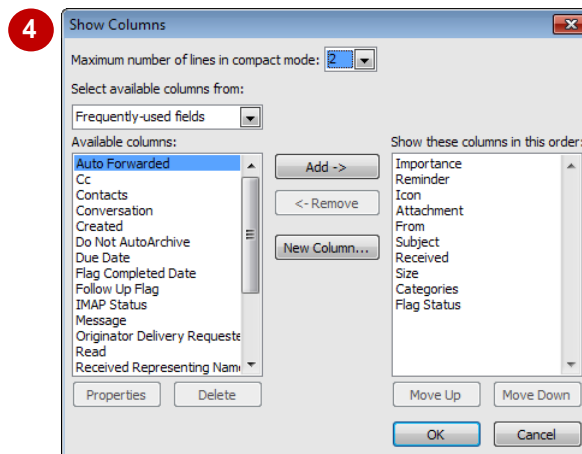 4
Show Columns
Maximum number of lines in compact mode: 2
Select available columns from:
Frequently-used fields
Available columns:
Auto Forwarded
Cc
Contacts
Conversation
Created
Do Not AutoArchive
Due Date
Flag Completed Date
Follow Up Flag
IMAP Status
Message
Originator Delivery Requeste
Read
Received Representing Nam
Properties
Delete
Add ->
<- Remove
New Column...
Show these columns in this order:
Importance
Reminder
Icon
Attachment
From
Subject
Received
Size
Categories
Flag Status
Move Up
Move Down
OK
Cancel